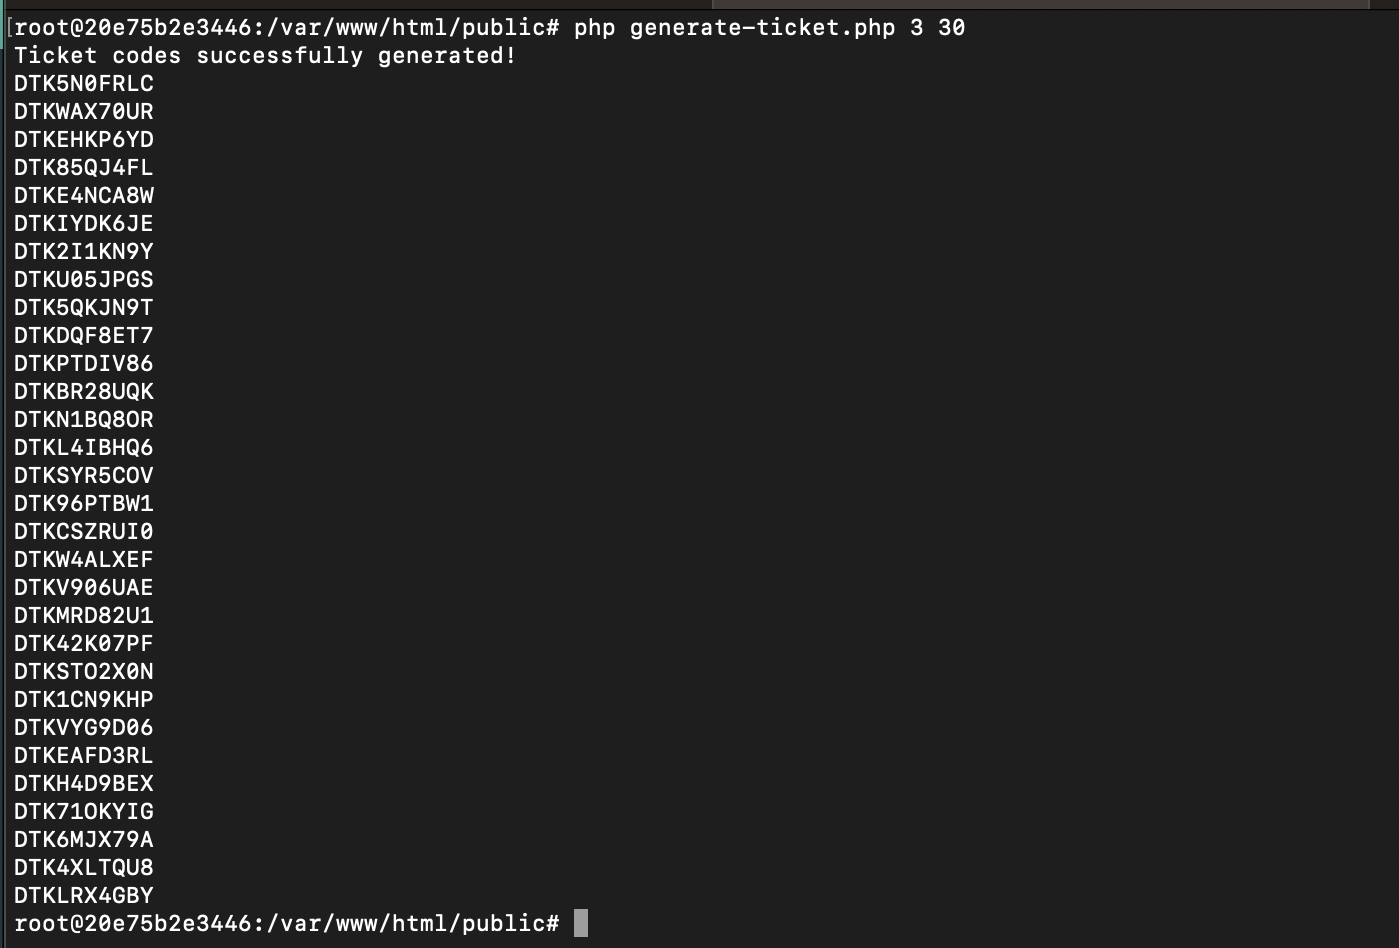 [root@20e75b2e3446:/var/www/html/public# php generate-ticket.php 3 30
Ticket codes successfully generated!
DTK5N0FRLC
DTKWAX70UR
DTKEHKP6YD
DTK85QJ4FL
DTKE4NCA8W
DTKIYDK6JE
DTK2I1KN9Y
DTKU05JPGS
DTK5QKJN9T
DTKDQF8ET7
DTKPTDIV86
DTKBR28UQK
DTKN1BQ8OR
DTKL4IBHQ6
DTKSYR5COV
DTK96PTBW1
DTKCSZRUI0
DTKW4ALXEF
DTKV906UAE
DTKMRD82U1
DTK42K07PF
DTKSTO2X0N
DTK1CN9KHP
DTKVYG9D06
DTKEAFD3RL
DTKH4D9BEX
DTK71OKYIG
DTK6MJX79A
DTK4XLTQU8
DTKLRX4GBY
root@20e75b2e3446:/var/www/html/public#